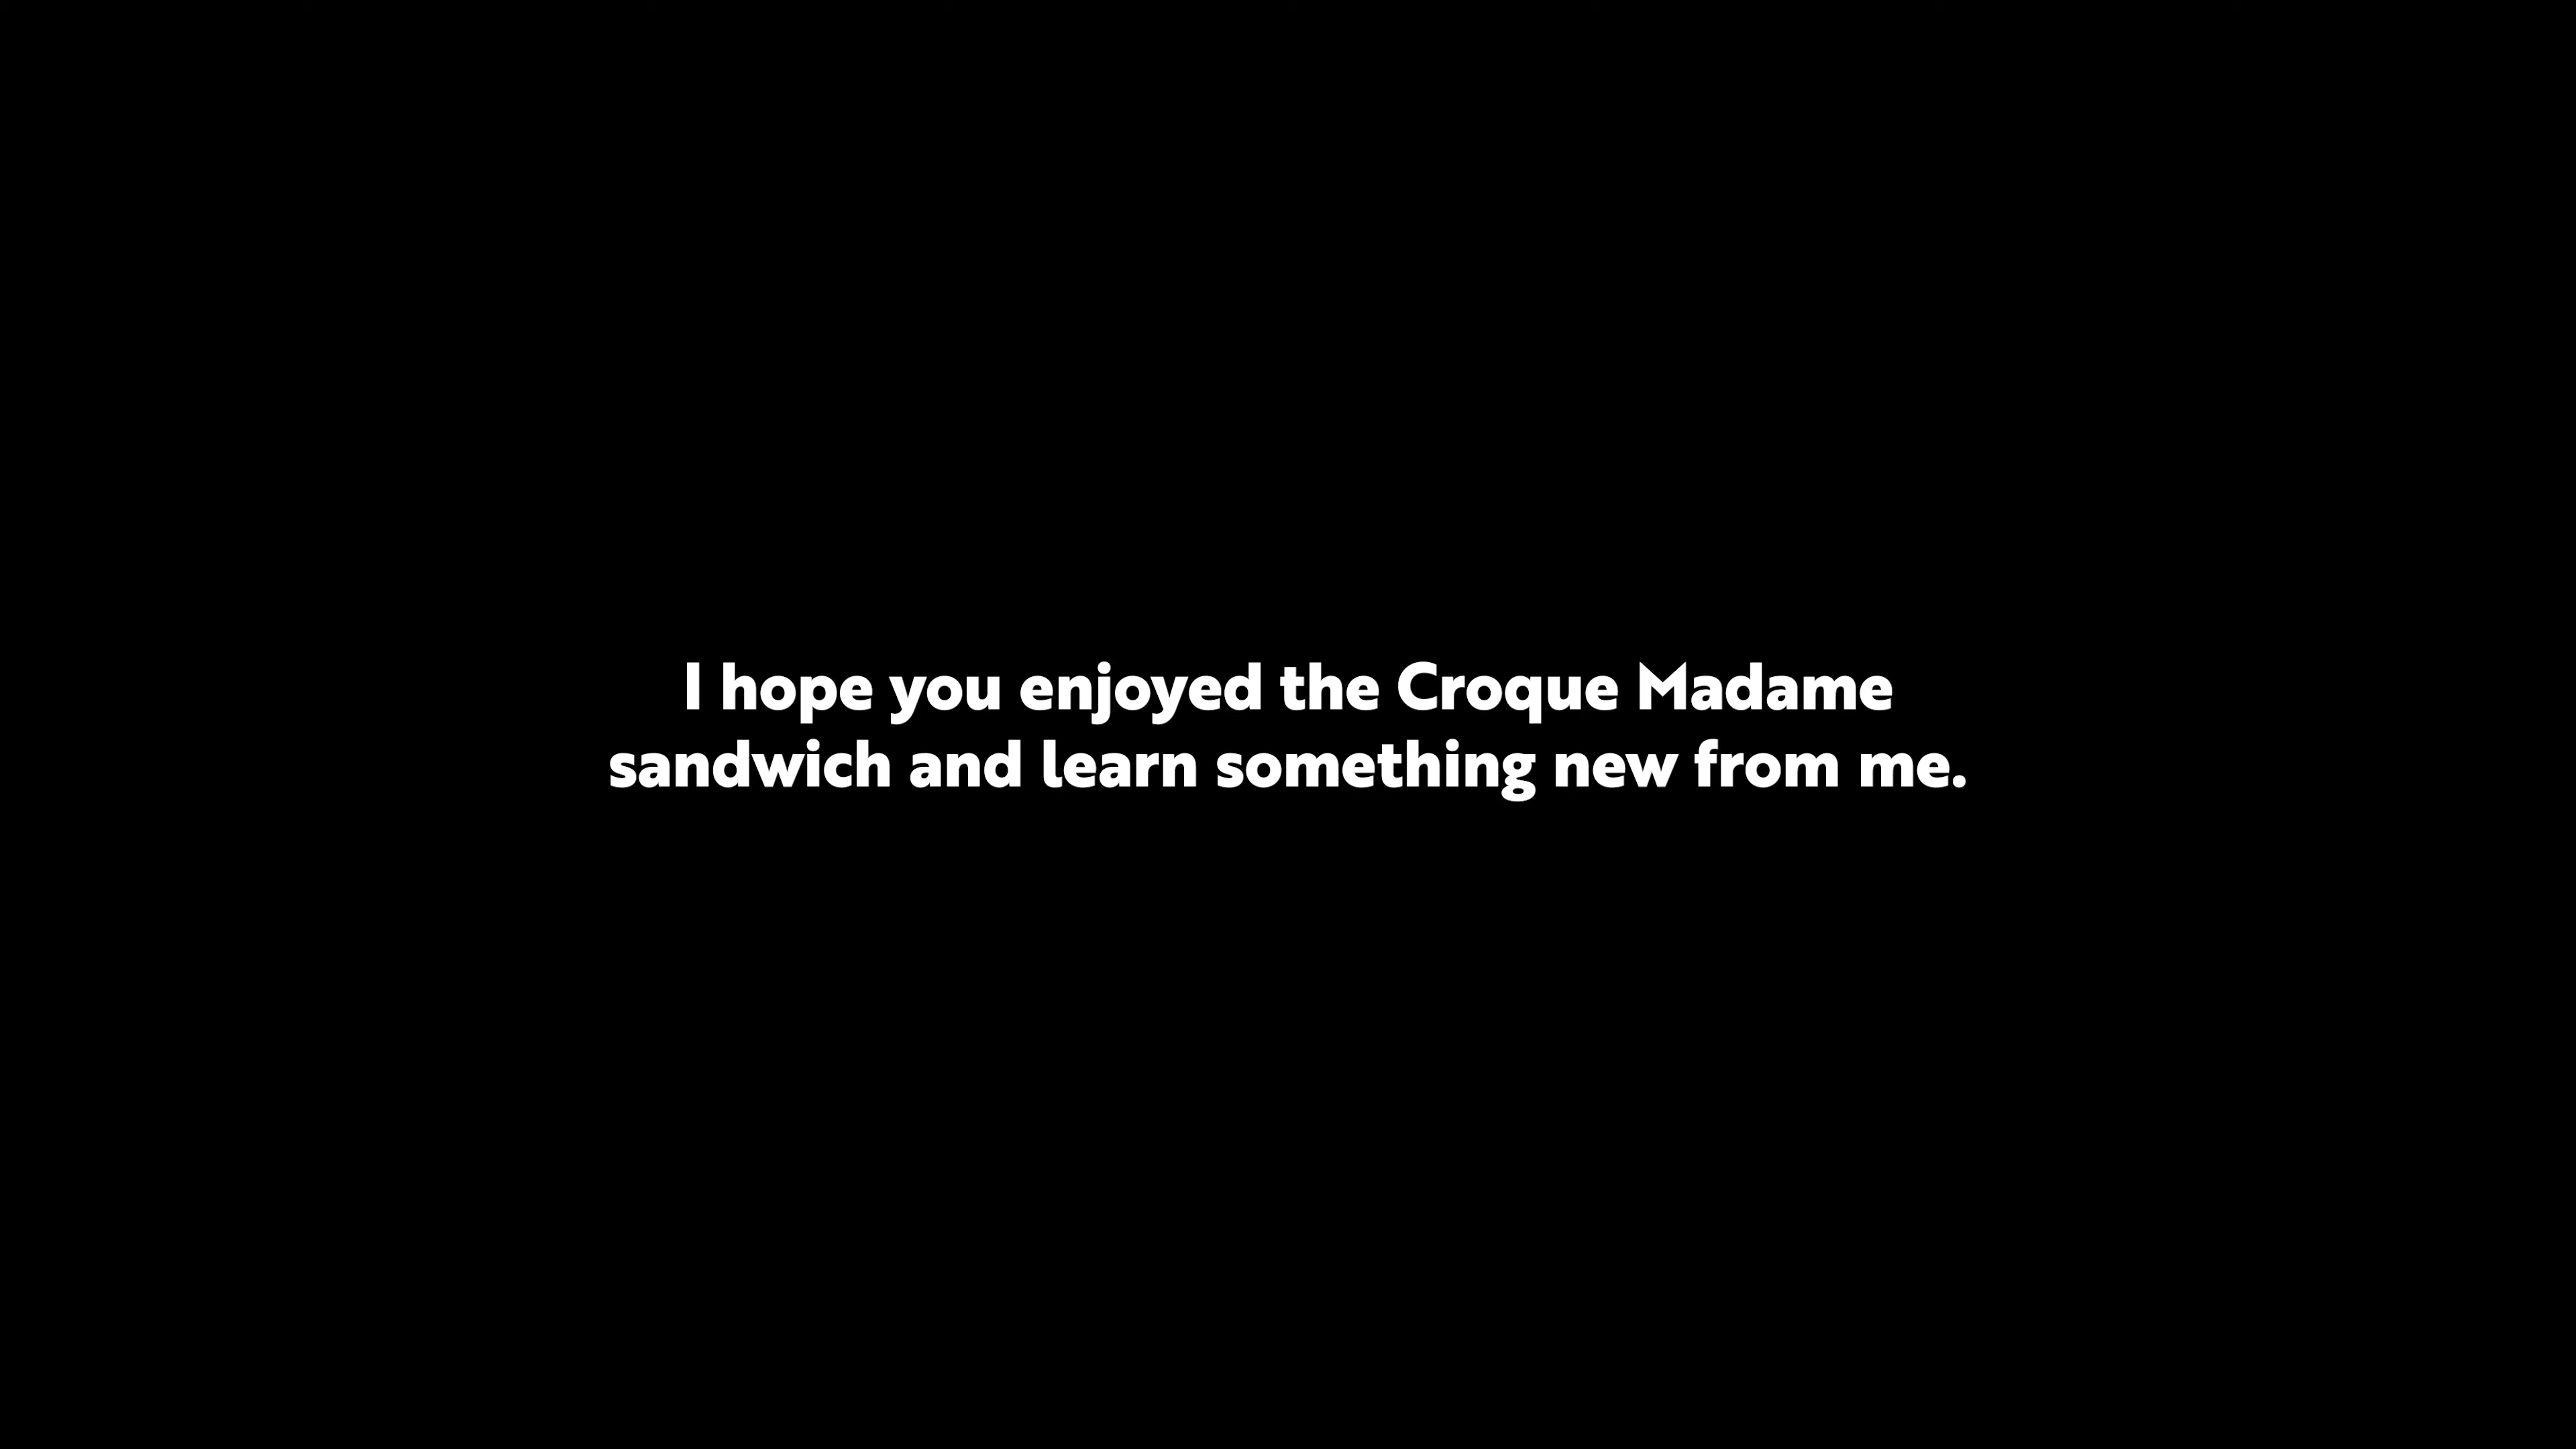 I hope you enjoyed the Croque Madame
sandwich and learn something new from me.